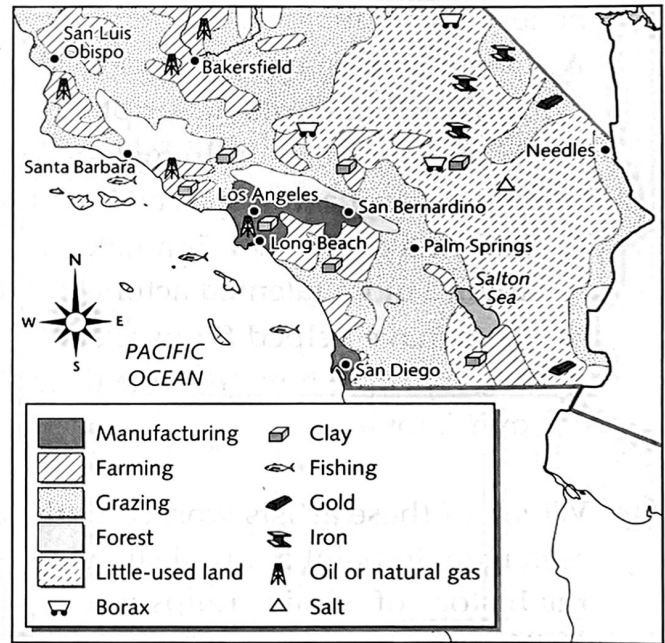 San Luis
Obispo
Bakersfield
Needles
Santa Barbara
Los Angeles
San Bernardino
Long Beach
Palm Springs
Salton
Sea
N
W
E
S
PACIFIC
OCEAN
San Diego
Manufacturing
Clay
Farming
Fishing
Grazing
Gold
Forest
Iron
Little-used land
Oil or natural gas
Borax
Salt